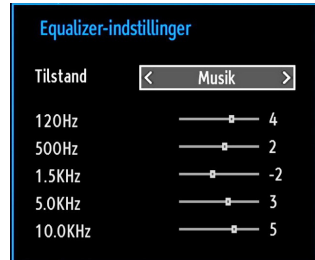 Equalizer-indstillinger
Tilstand < Musik >
120Hz 4
500Hz 2
1.5KHz -2
5.0KHz 3
10.0KHz 5